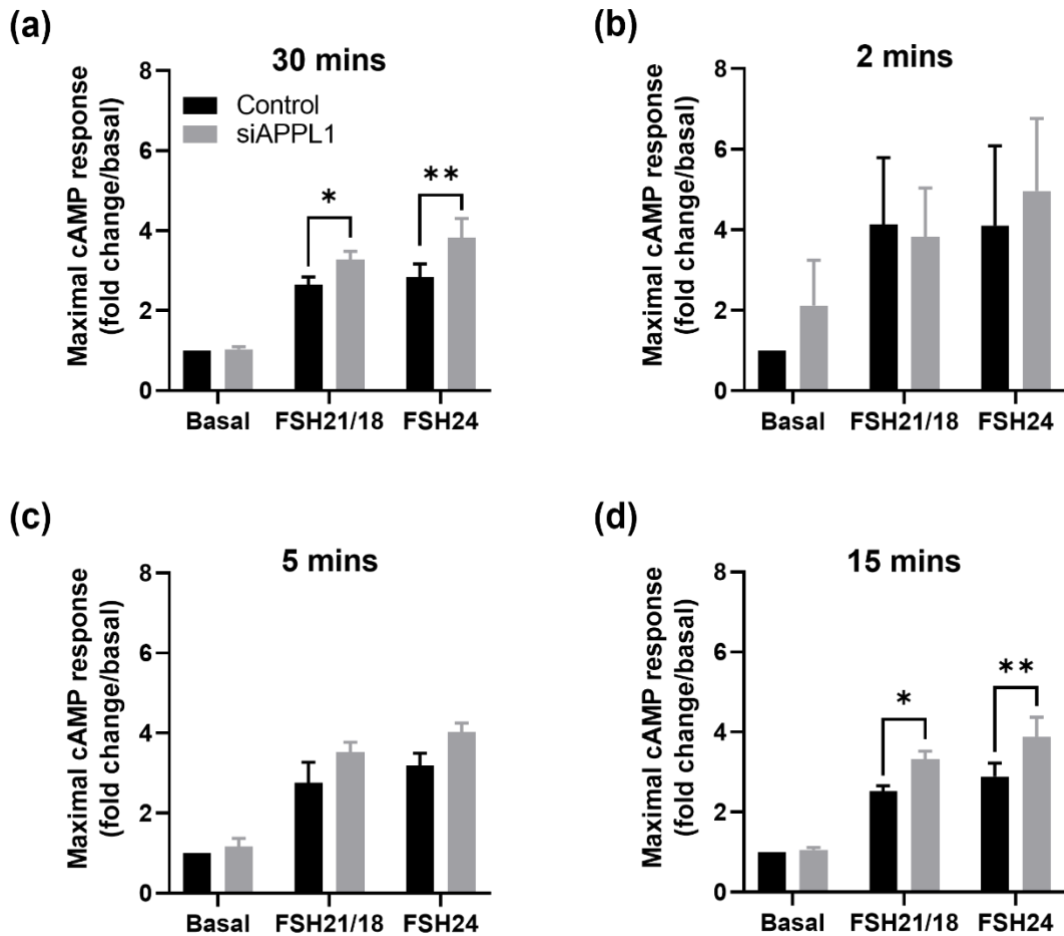 (a)
30 mins
Maximal cAMP response
(fold change/basal)
8
6
4
2
0
Control
siAPPL1
*
**
Basal FSH21/18 FSH24
(b)
2 mins
Maximal cAMP response
(fold change/basal)
8
6
4
2
0
Basal FSH21/18 FSH24
(c)
5 mins
Maximal cAMP response
(fold change/basal)
8
6
4
2
0
Basal FSH21/18 FSH24
(d)
15 mins
Maximal cAMP response
(fold change/basal)
8
6
4
2
0
*
**
Basal FSH21/18 FSH24